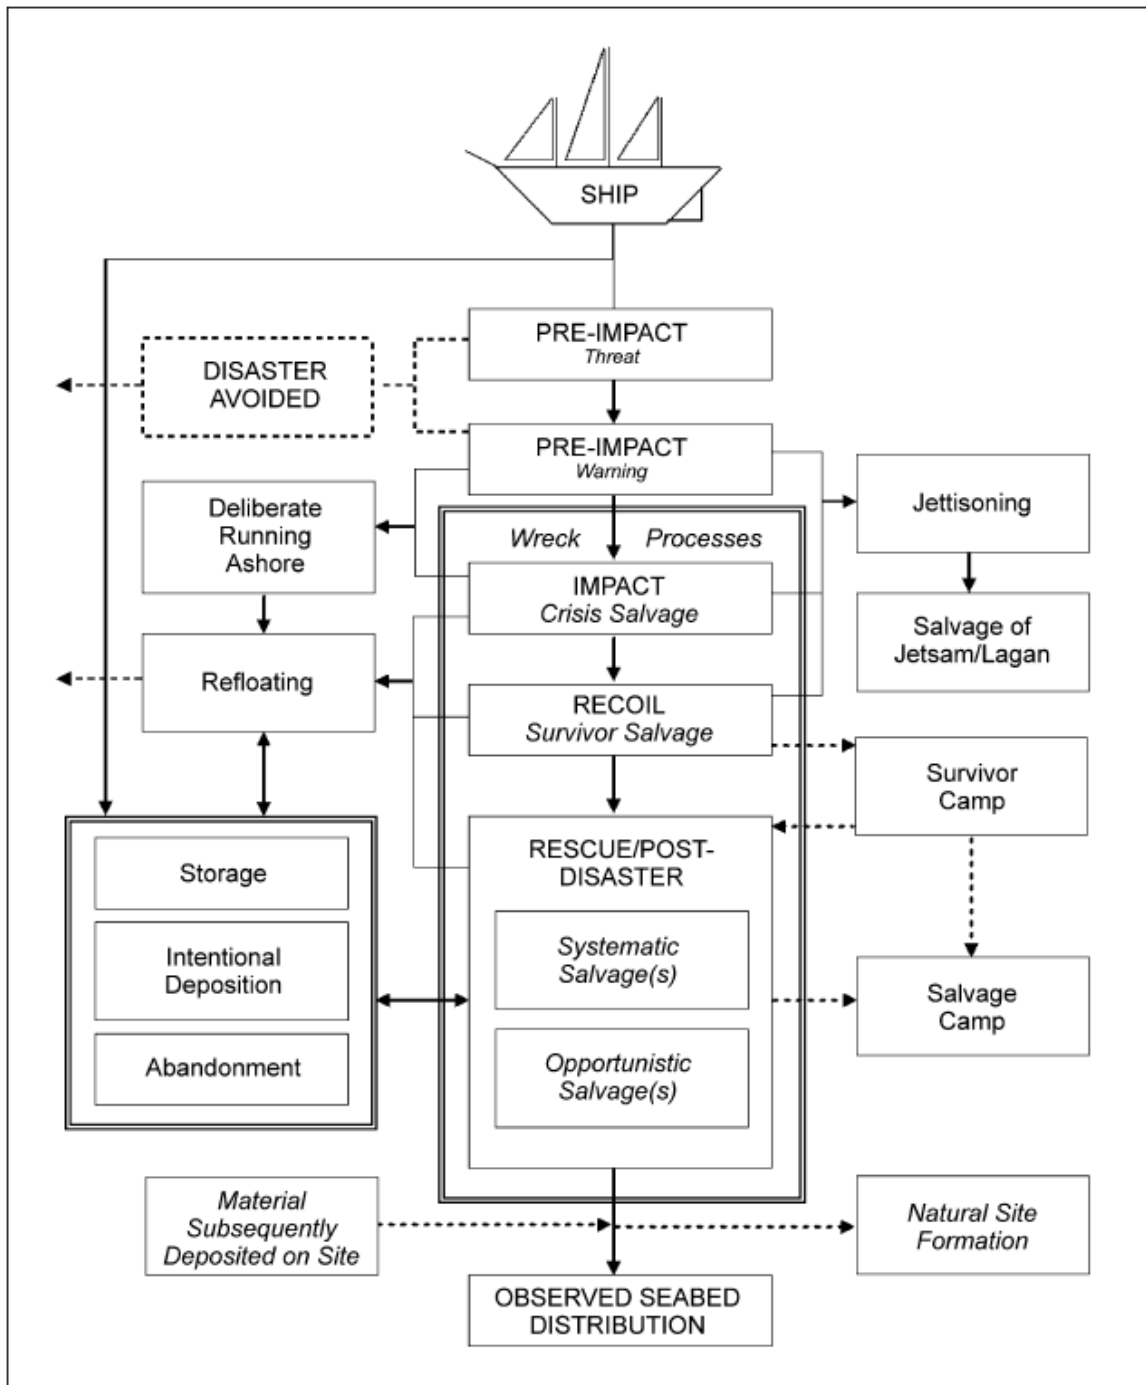 SHIP
PRE-IMPACT
Threat
DISASTER
AVOIDED
PRE-IMPACT
Warning
Deliberate
Running
Ashore
Jettisoning
Wreck Processes
IMPACT
Crisis Salvage
Salvage of
Jetsam/Lagan
Refloating
RECOIL
Survivor Salvage
Survivor
Camp
RESCUE/POST-
DISASTER
Storage
Intentional
Deposition
Abandonment
Systematic
Salvage(s)
Opportunistic
Salvage(s)
Salvage
Camp
Material
Subsequently
Deposited on Site
Natural Site
Formation
OBSERVED SEABED
DISTRIBUTION